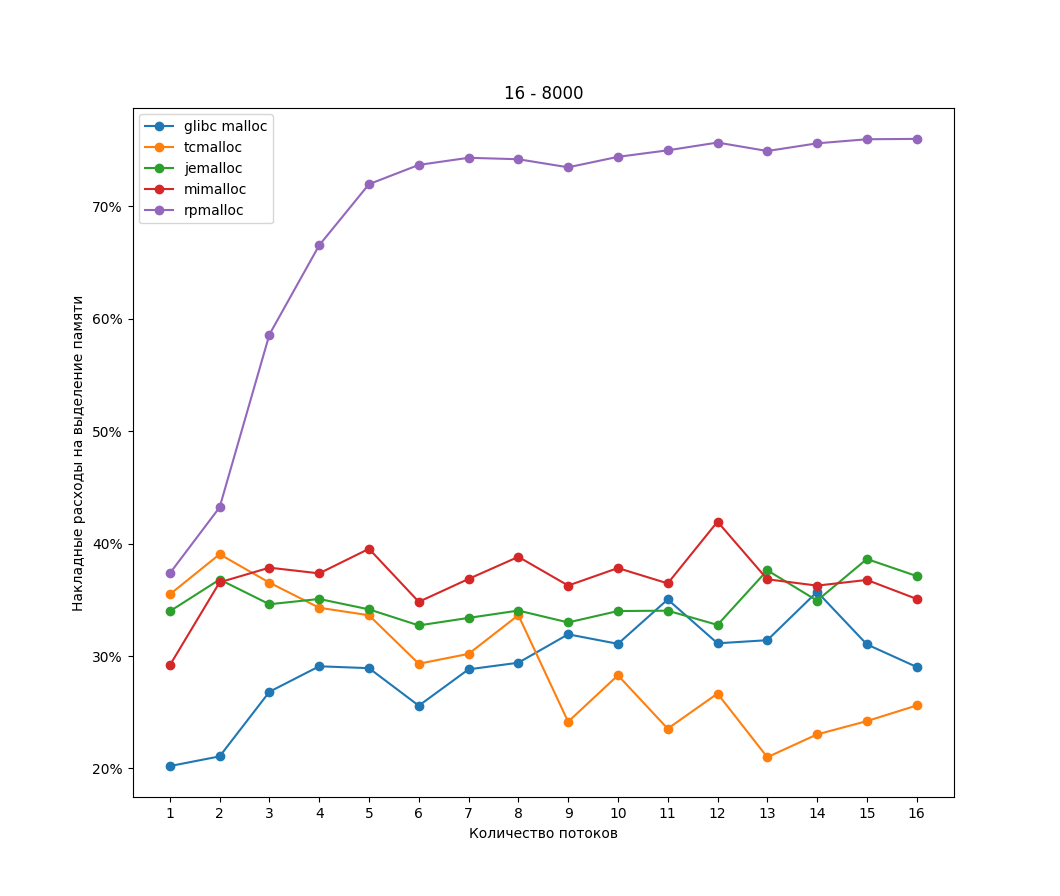 16 - 8000
glibc malloc
tcmalloc
jemalloc
mimalloc
rpmalloc
Накладные расходы на выделение памяти
70%
60%
50%
40%
30%
20%
1 2 3 4 5 6 7 8 9 10 11 12 13 14 15 16
Количество потоков